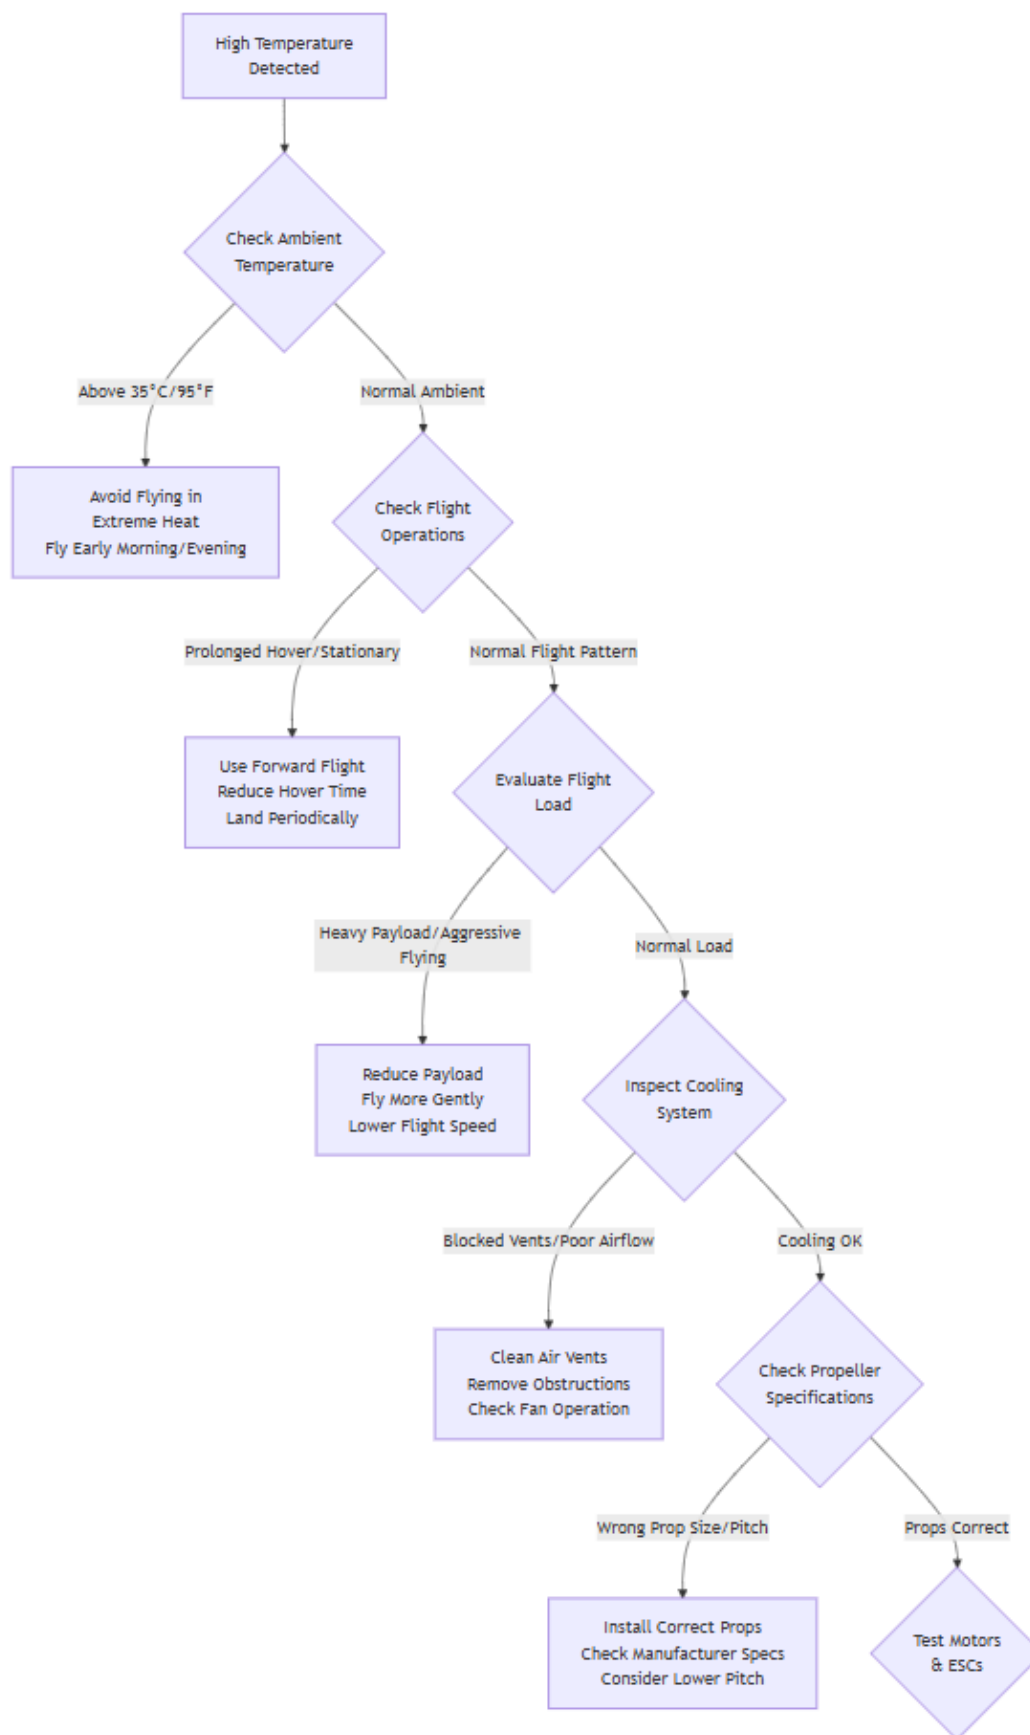 High Temperature
Detected
Check Ambient
Temperature
Above 35°C/95°F
Normal Ambient
Avoid Flying in
Extreme Heat
Fly Early Morning/Evening
Check Flight
Operations
Prolonged Hover/Stationary
Normal Flight Pattern
Use Forward Flight
Reduce Hover Time
Land Periodically
Evaluate Flight
Load
Heavy Payload/Aggressive
Flying
Normal Load
Reduce Payload
Fly More Gently
Lower Flight Speed
Inspect Cooling
System
Blocked Vents/Poor Airflow
Cooling OK
Clean Air Vents
Remove Obstructions
Check Fan Operation
Check Propeller
Specifications
Wrong Prop Size/Pitch
Props Correct
Install Correct Props
Check Manufacturer Specs
Consider Lower Pitch
Test Motors
& ESCs